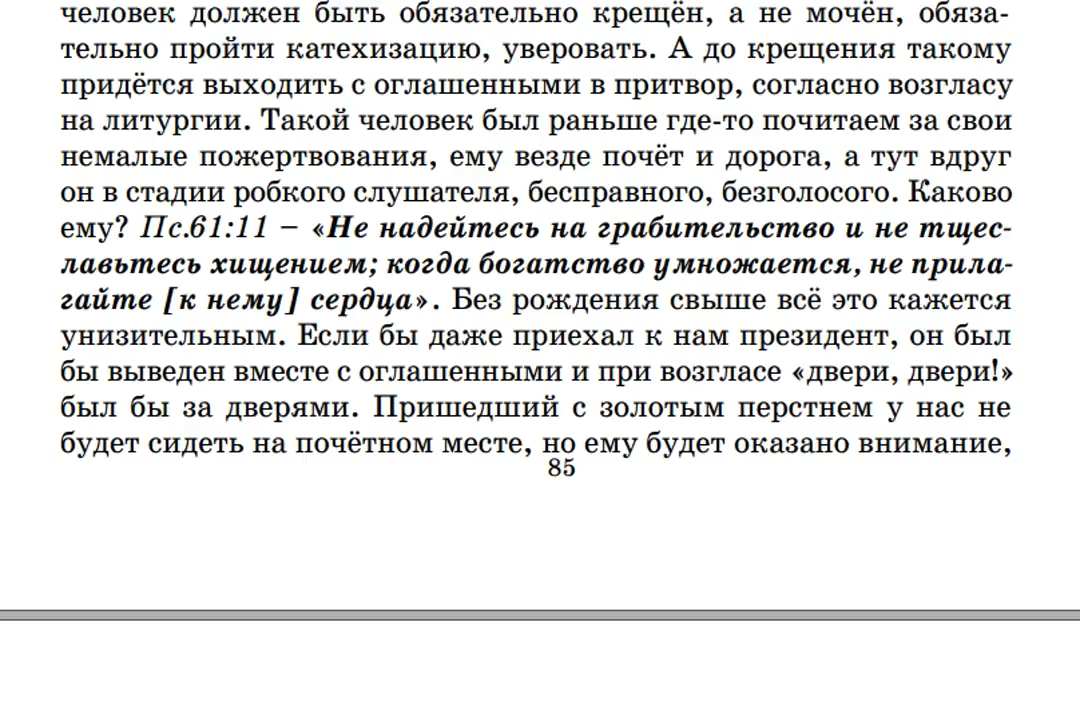 человек должен быть обязательно крещён, а не мочён, обяза-
тельно пройти катехизацию, уверовать. А до крещения такому
придётся выходить с оглашенными в притвор, согласно возгласу
на литургии. Такой человек был раньше где-то почитаем за свои
немалые пожертвования, ему везде почёт и дорога, а тут вдруг
он в стадии робкого слушателя, бесправного, безголосого. Каково
ему? Пс.61:11 – «Не надейтесь на грабительство и не тщес-
лавьтесь хищением; когда богатство умножается, не прила-
гайте [к нему] сердца». Без рождения свыше всё это кажется
унизительным. Если бы даже приехал к нам президент, он был
бы выведен вместе с оглашенными и при возгласе «двери, двери!»
был бы за дверями. Пришедший с золотым перстнем у нас не
будет сидеть на почётном месте, но ему будет оказано внимание,
85